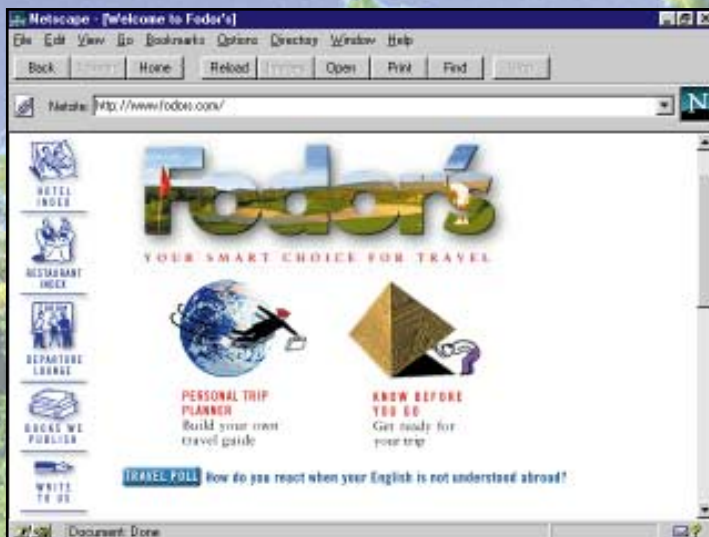 Netscape - [Welcome to Fodor's]
File Edit View Go Bookmarks Options Directory Window Help
Back Forward Home Reload Images Open Print Find Stop
Netsite: http://www.fodors.com/
N
HOTEL
INDEX
RESTAURANT
INDEX
DEPARTURE
LOUNGE
BOOKS WE
PUBLISH
WRITE
TO US
Fodor's
YOUR SMART CHOICE FOR TRAVEL
PERSONAL TRIP
PLANNER
Build your own
travel guide
KNOW BEFORE
YOU GO
Get ready for
your trip
TRAVEL POLL How do you react when your English is not understood abroad?
Document: Done